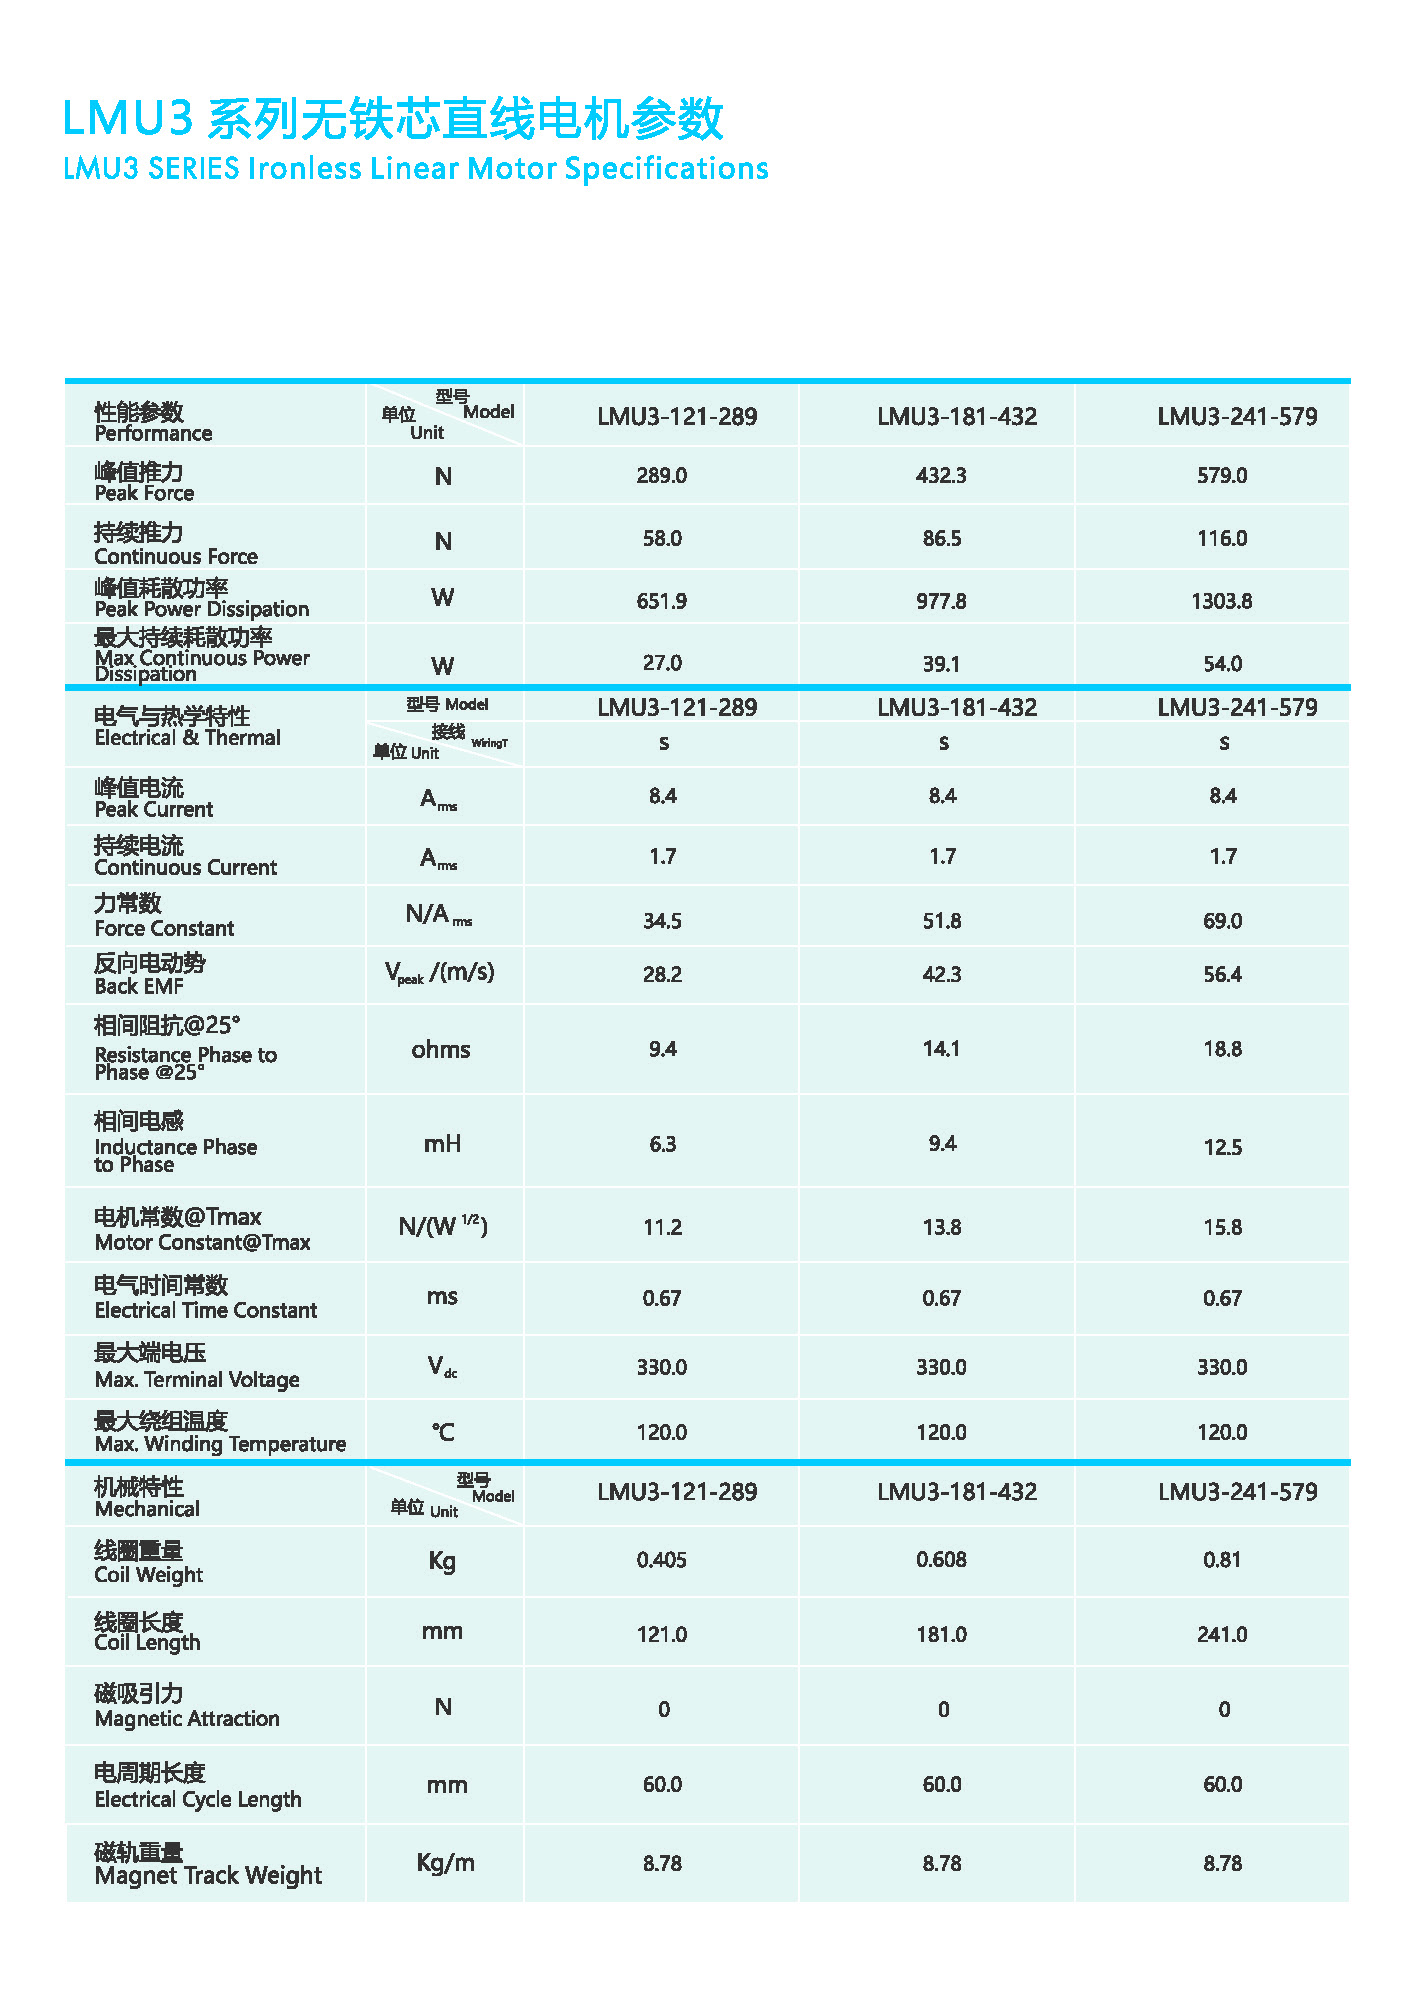 LMU3 系列无铁芯直线电机参数
LMU3 SERIES Ironless Linear Motor Specifications
性能参数
Performance
型号
Model
单位
Unit
LMU3-121-289
LMU3-181-432
LMU3-241-579
峰值推力
Peak Force
N
289.0
432.3
579.0
持续推力
Continuous Force
N
58.0
86.5
116.0
峰值耗散功率
Peak Power Dissipation
W
651.9
977.8
1303.8
最大持续耗散功率
Max Continuous Power
Dissipation
W
27.0
39.1
54.0
电气与热学特性
Electrical & Thermal
型号 Model
接线 WiringT
单位 Unit
LMU3-121-289
LMU3-181-432
LMU3-241-579
S
S
S
峰值电流
Peak Current
Arms
8.4
8.4
8.4
持续电流
Continuous Current
Arms
1.7
1.7
1.7
力常数
Force Constant
N/Arms
34.5
51.8
69.0
反向电动势
Back EMF
Vpeak /(m/s)
28.2
42.3
56.4
相间阻抗@25°
Resistance Phase to
Phase @25°
ohms
9.4
14.1
18.8
相间电感
Inductance Phase
to Phase
mH
6.3
9.4
12.5
电机常数@Tmax
Motor Constant@Tmax
N/(W 1/2)
11.2
13.8
15.8
电气时间常数
Electrical Time Constant
ms
0.67
0.67
0.67
最大端电压
Max. Terminal Voltage
Vdc
330.0
330.0
330.0
最大绕组温度
Max. Winding Temperature
℃
120.0
120.0
120.0
机械特性
Mechanical
型号
Model
单位 Unit
LMU3-121-289
LMU3-181-432
LMU3-241-579
线圈重量
Coil Weight
Kg
0.405
0.608
0.81
线圈长度
Coil Length
mm
121.0
181.0
241.0
磁吸引力
Magnetic Attraction
N
0
0
0
电周期长度
Electrical Cycle Length
mm
60.0
60.0
60.0
磁轨重量
Magnet Track Weight
Kg/m
8.78
8.78
8.78